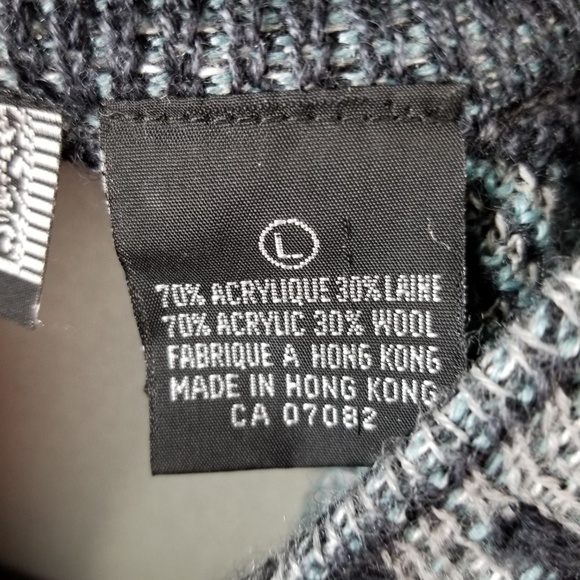 L
70% ACRYLIQUE 30% LAINE
70% ACRYLIC 30% WOOL
FABRIQUE A HONG KONG
MADE IN HONG KONG
CA 07082